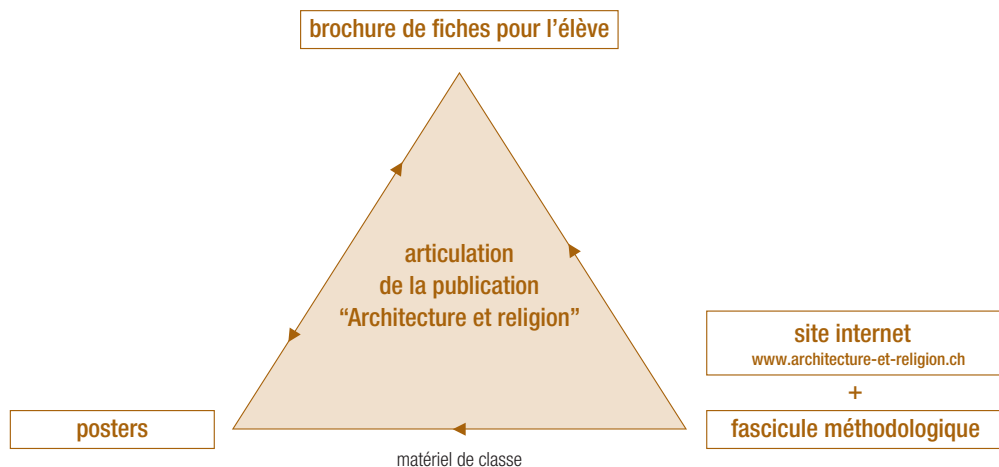 brochure de fiches pour l’élève
articulation
de la publication
“Architecture et religion”
site internet
www.architecture-et-religion.ch
+
posters
fascicule méthodologique
matériel de classe